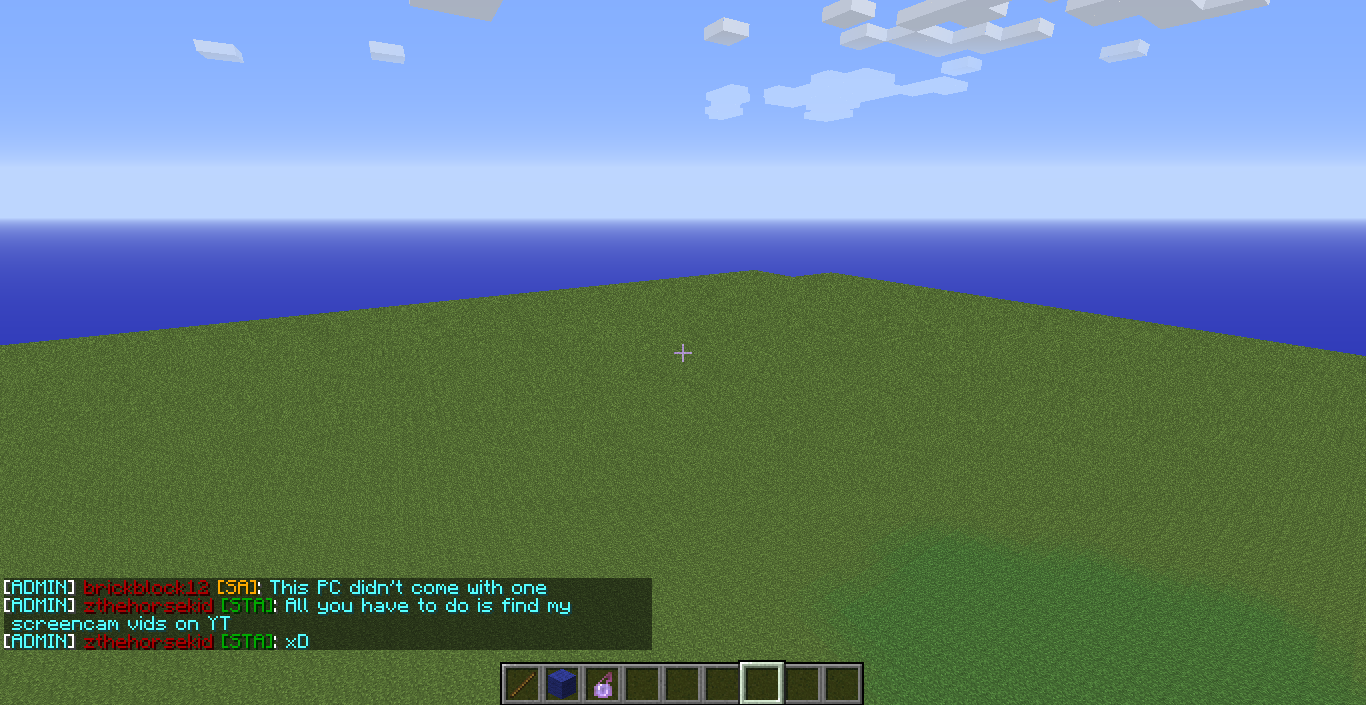 [ADMIN] brickblock12 [SA]: This PC didn't come with one
[ADMIN] zthehorsekid [STA]: All you have to do is find my
screencam vids on YT
[ADMIN] zthehorsekid [STA]: xD